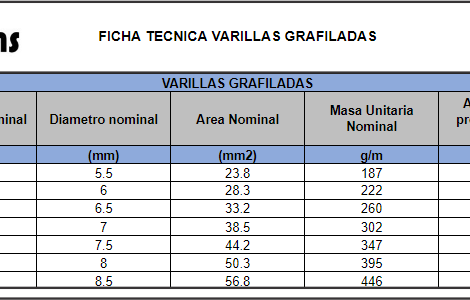 ns FICHA TECNICA VARILLAS GRAFILADAS
VARILLAS GRAFILADAS
Diametro nominal Area Nominal Masa Unitaria Nominal
(mm) (mm2) g/m
5.5 23.8 187
6 28.3 222
6.5 33.2 260
7 38.5 302
7.5 44.2 347
8 50.3 395
8.5 56.8 446